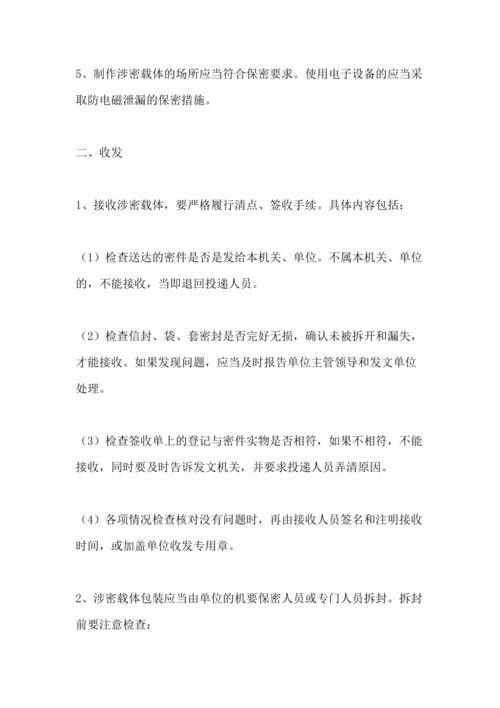 5、制作涉密载体的场所应当符合保密要求。使用电子设备的应当采
取防电磁泄漏的保密措施。
二、收发
1、接收涉密载体，要严格履行清点、签收手续。具体内容包括：
（1）检查送达的密件是否是发给本机关、单位。不属本机关、单位
的，不能接收，当即退回投递人员。
（2）检查信封、袋、套密封是否完好无损，确认未被拆开和漏失，
才能接收。如果发现问题，应当及时报告单位主管领导和发文单位
处理。
（3）检查签收单上的登记与密件实物是否相符，如果不相符，不能
接收，同时要及时告诉发文机关，并要求投递人员弄清原因。
（4）各项情况检查核对没有问题时，再由接收人员签名和注明接收
时间，或加盖单位收发专用章。
2、涉密载体包装应当由单位的机要保密人员或专门人员拆封。拆封
前要注意检查：